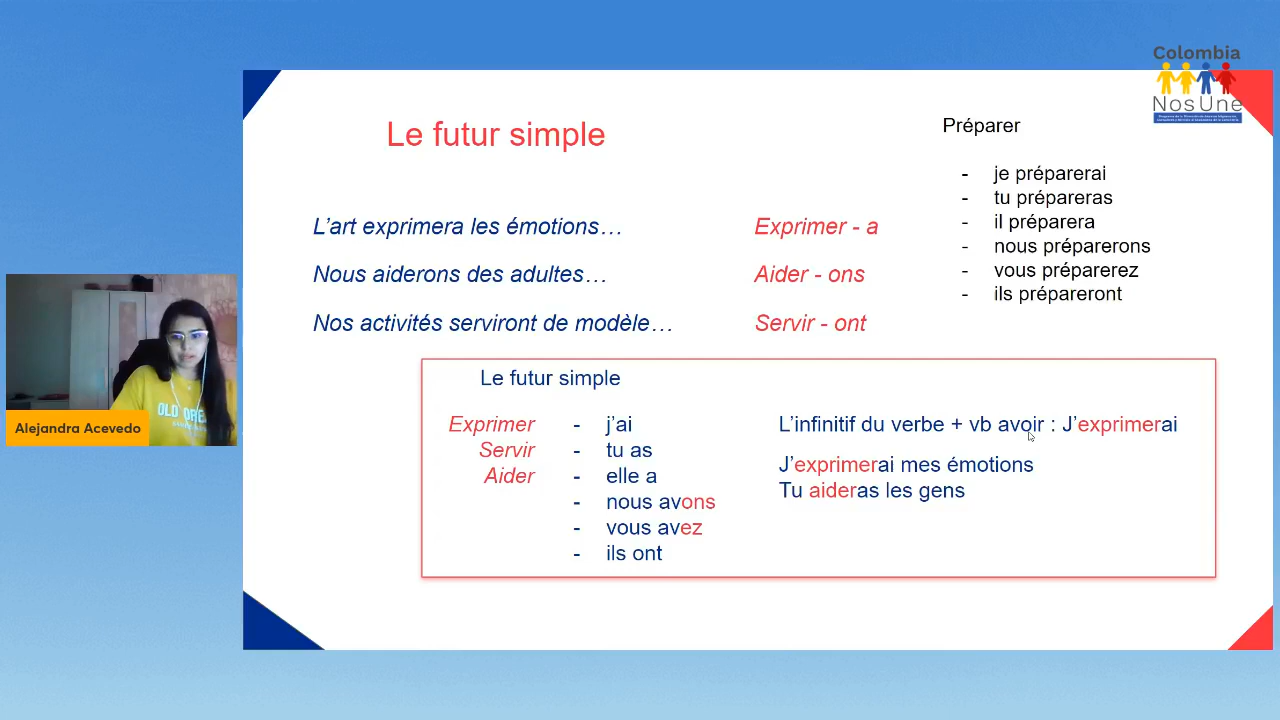 Colombia
NosUne
Le futur simple
Préparer
- je préparerai
- tu prépareras
- il préparera
- nous préparerons
- vous préparerez
- ils prépareront
L'art exprimera les émotions… Exprimer - a
Nous aiderons des adultes… Aider - ons
Nos activités serviront de modèle… Servir - ont
Le futur simple
Exprimer - j'ai
Servir - tu as
Aider - elle a
- nous avons
- vous avez
- ils ont
L'infinitif du verbe + vb avoir : J'exprimerai
J'exprimerai mes émotions
Tu aideras les gens
OLD
Alejandra Acevedo